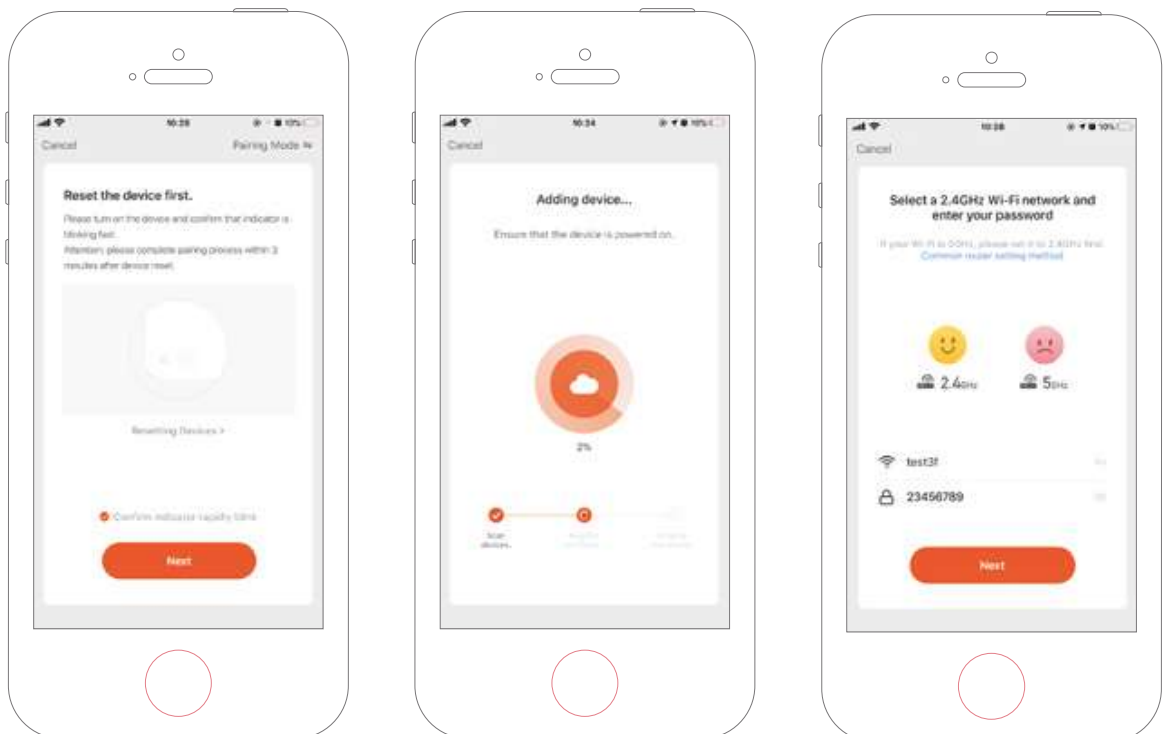 10:25
10%
Cancel
Pairing Mode
Reset the device first.
Please turn on the device and confirm that indicator is
blinking fast.
Attention: please complete pairing process within 3
minutes after device reset.
Resetting Devices >
Confirm indicator rapidly blink
Next
10:34
10%
Cancel
Adding device...
Ensure that the device is powered on.
2%
Scan
devices.
10%
Cancel
Select a 2.4GHz Wi-Fi network and
enter your password
If your Wi-Fi is 5GHz, please set it to 2.4GHz first.
Common router setting method
2.4GHz
5GHz
test3f
23456789
Next